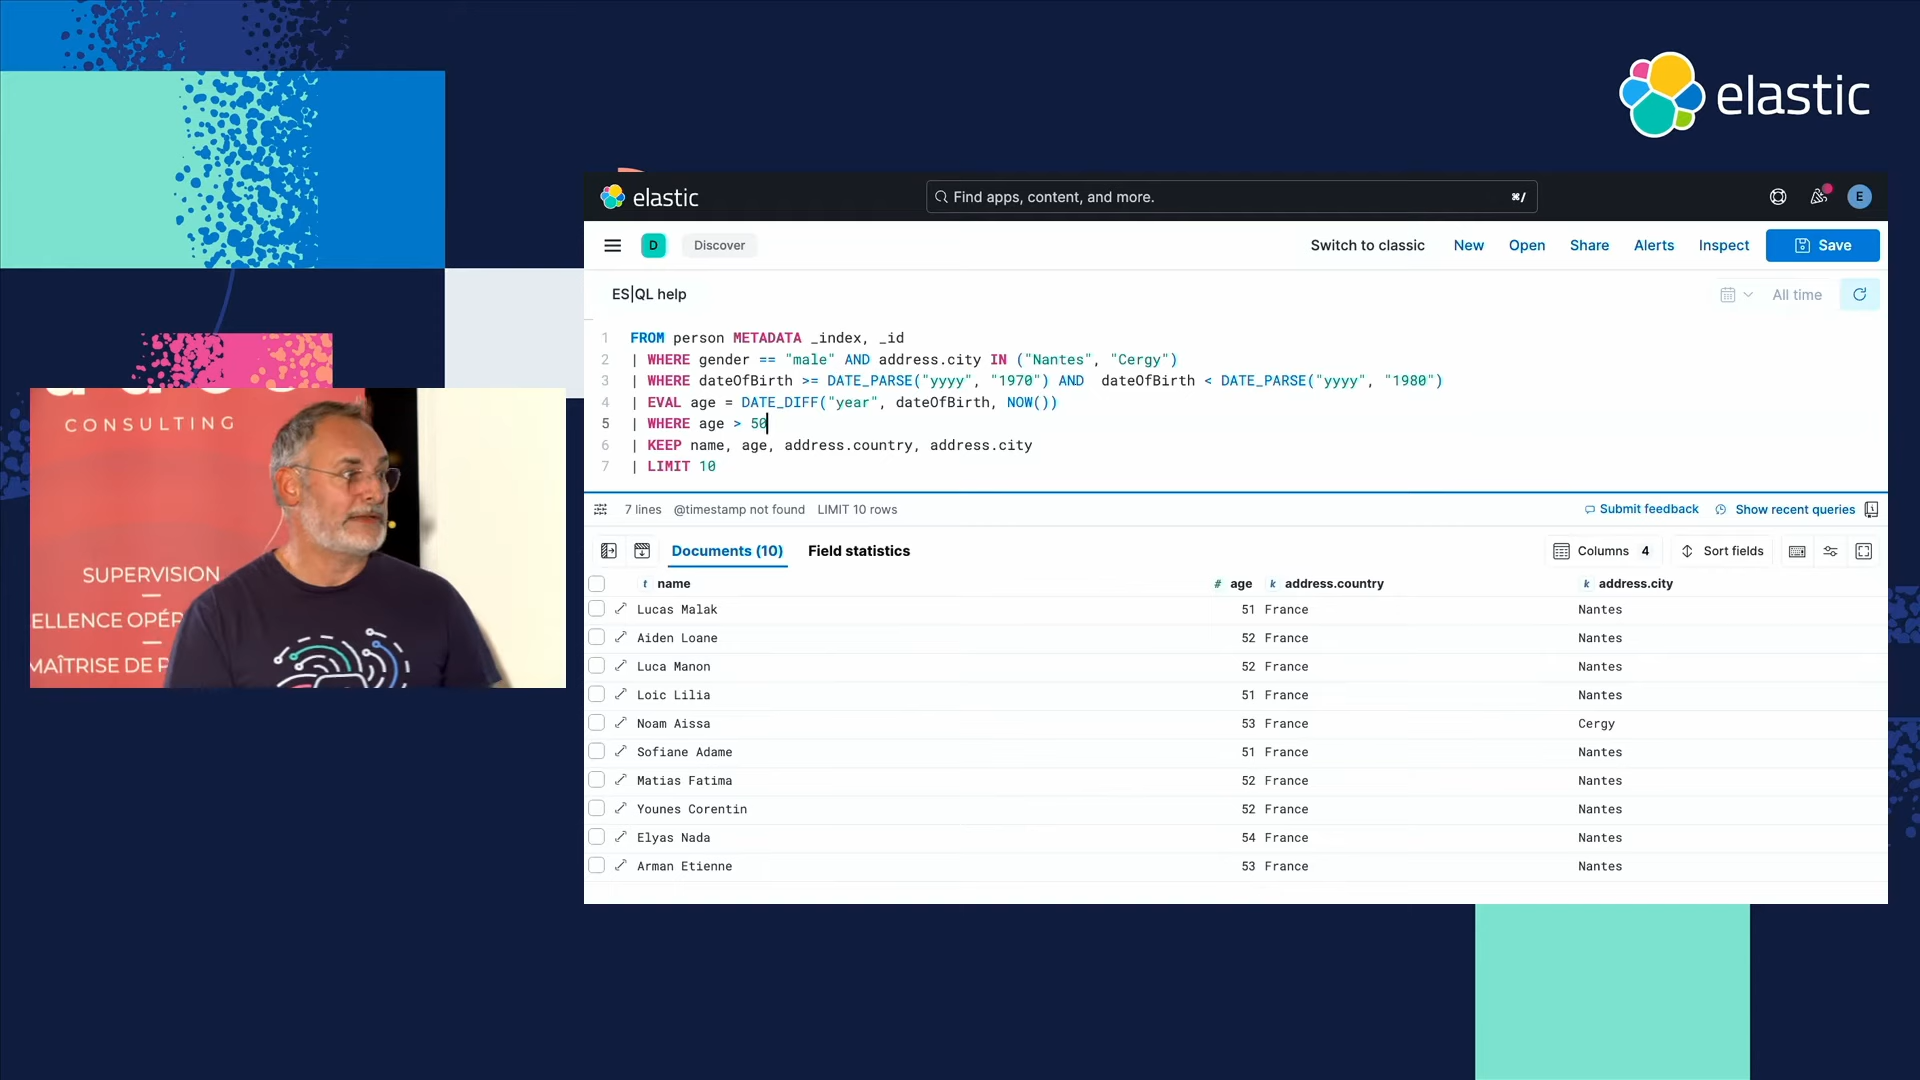 elastic
elastic
Find apps, content, and more.
⌘/
E
D
Discover
Switch to classic
New
Open
Share
Alerts
Inspect
Save
ES|QL help
All time
1 FROM person METADATA _index, _id
2 | WHERE gender == "male" AND address.city IN ("Nantes", "Cergy")
3 | WHERE dateOfBirth >= DATE_PARSE("yyyy", "1970") AND  dateOfBirth < DATE_PARSE("yyyy", "1980")
4 | EVAL age = DATE_DIFF("year", dateOfBirth, NOW())
5 | WHERE age > 50
6 | KEEP name, age, address.country, address.city
7 | LIMIT 10
7 lines @timestamp not found LIMIT 10 rows
Submit feedback
Show recent queries
Documents (10)
Field statistics
Columns 4
Sort fields
t name # age k address.country k address.city
Lucas Malak 51 France Nantes
Aiden Loane 52 France Nantes
Luca Manon 52 France Nantes
Loic Lilia 51 France Nantes
Noam Aissa 53 France Cergy
Sofiane Adame 51 France Nantes
Matias Fatima 52 France Nantes
Younes Corentin 52 France Nantes
Elyas Nada 54 France Nantes
Arman Etienne 53 France Nantes
CONSULTING
SUPERVISION
ELLENCE OPÉR
MAÎTRISE DE P